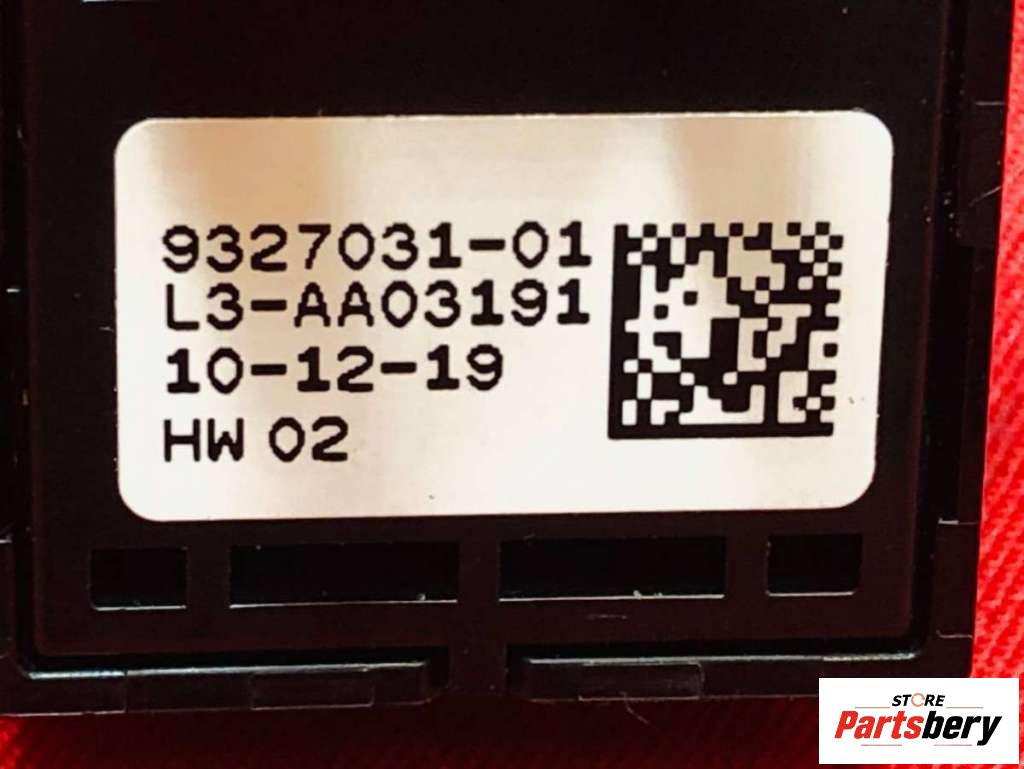 9327031-01
L3-AA03191
10-12-19
HW 02
STORE
Partsbery